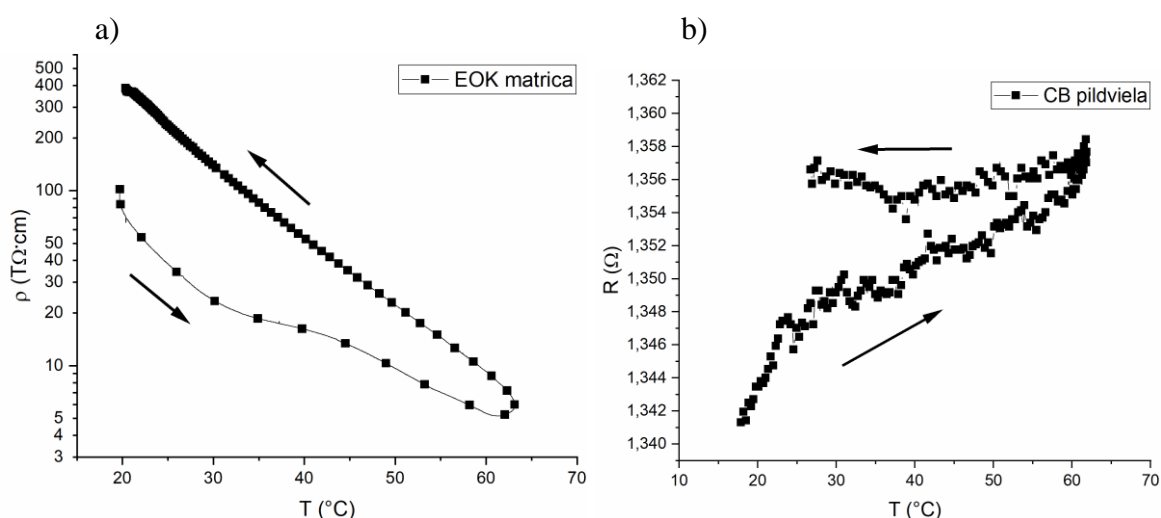 a)
EOK matrica
500
400
300
200
100
50
40
30
20
10
5
4
3
ρ (TΩ·cm)
20 30 40 50 60 70
T (°C)
b)
CB pildviela
1,362
1,360
1,358
1,356
1,354
1,352
1,350
1,348
1,346
1,344
1,342
1,340
R (Ω)
10 20 30 40 50 60 70
T (°C)